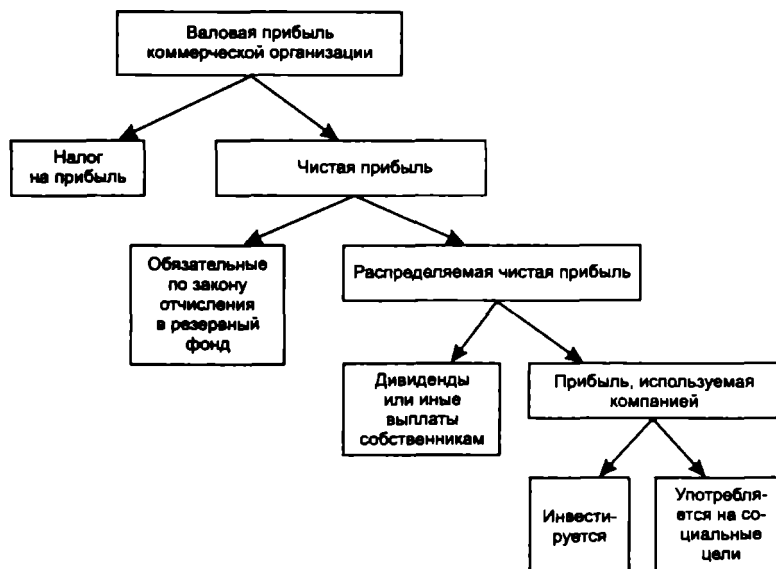 Валовая прибыль
коммерческой организации
Налог
на прибыль
Чистая прибыль
Обязательные
по закону
отчисления
в резервный
фонд
Распределяемая чистая прибыль
Дивиденды
или иные
выплаты
собственникам
Прибыль, используемая
компанией
Инвести-
руется
Употребля-
ется на со-
циальные
цели